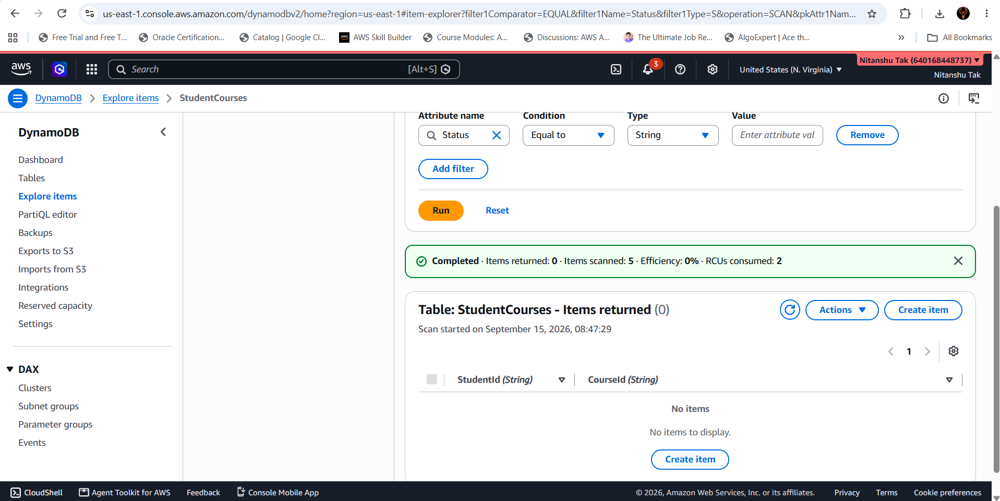 us-east-1.console.aws.amazon.com/dynamodbv2/home?region=us-east-1#item-explorer?filter1Comparator=EQUAL&filter1Name=Status&filter1Type=S&operation=SCAN&pkAttr1Nam...
Free Trial and Free T...
Oracle Certification...
Catalog | Google Cl...
aws
AWS Skill Builder
Course Modules: A...
Discussions: AWS A...
The Ultimate Job Re...
AlgoExpert | Ace th...
All Bookmarks
aws
Search
[Alt+S]
3
United States (N. Virginia)
Nitanshu Tak (640168448737)
Nitanshu Tak
DynamoDB
Explore items
StudentCourses
DynamoDB
Dashboard
Tables
Explore items
PartiQL editor
Backups
Exports to S3
Imports from S3
Integrations
Reserved capacity
Settings
DAX
Clusters
Subnet groups
Parameter groups
Events
Attribute name Condition Type Value
Status Equal to String Enter attribute val Remove
Add filter
Run Reset
Completed · Items returned: 0 · Items scanned: 5 · Efficiency: 0% · RCUs consumed: 2
Table: StudentCourses - Items returned (0)
Actions Create item
Scan started on September 15, 2026, 08:47:29
1
StudentId (String) CourseId (String)
No items
No items to display.
Create item
CloudShell Agent Toolkit for AWS Feedback Console Mobile App © 2026, Amazon Web Services, Inc. or its affiliates. Privacy Terms Cookie preferences